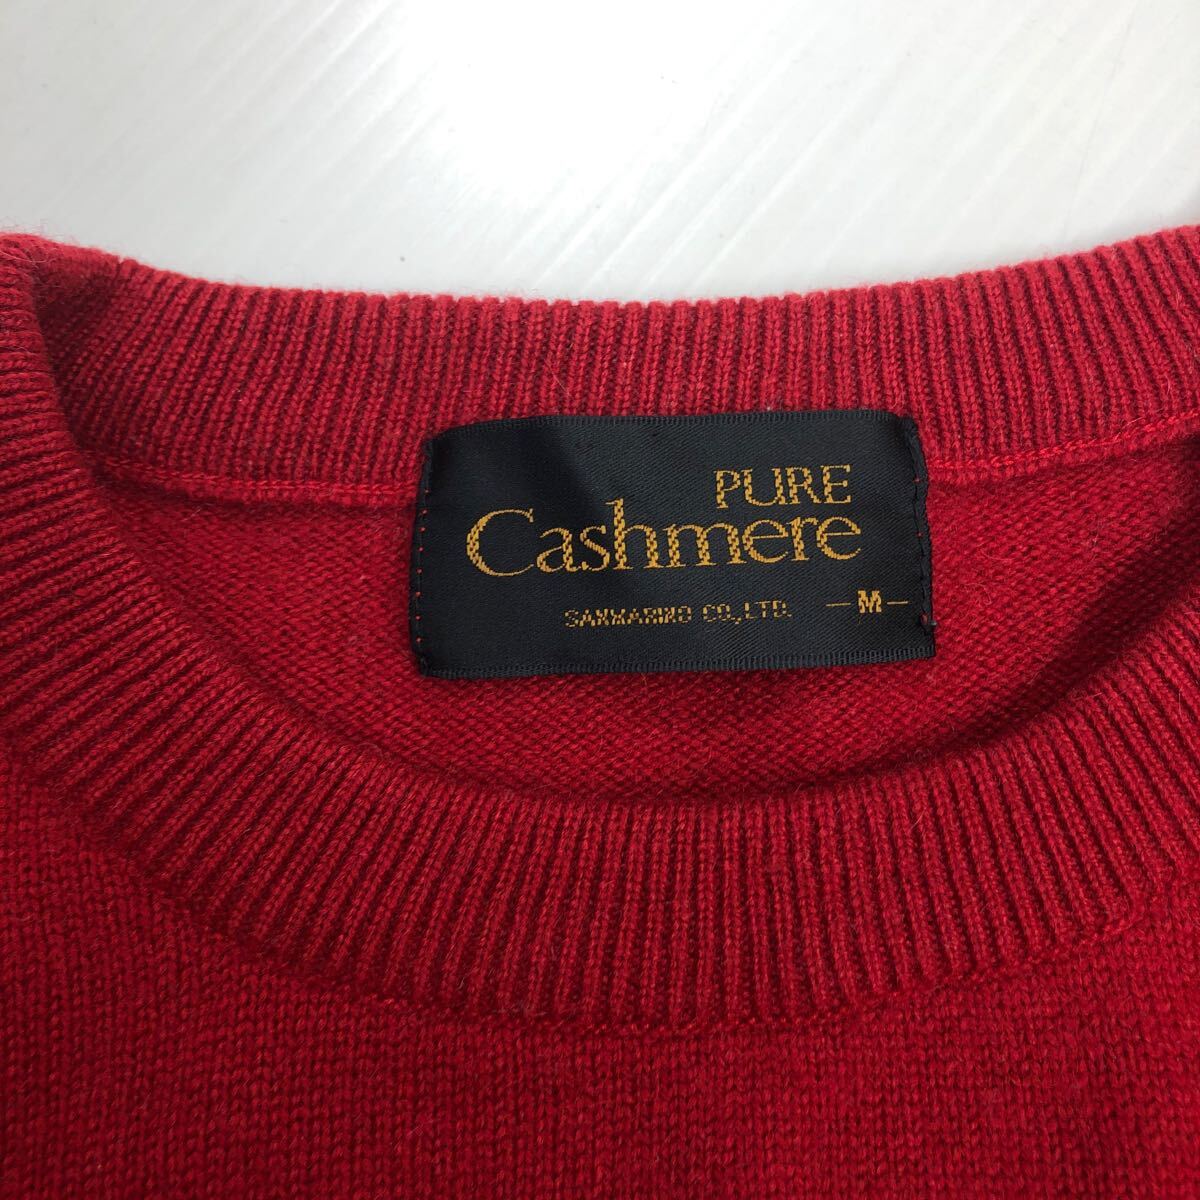 PURE
Cashmere
SANMARINO CO.,LTD. -M-